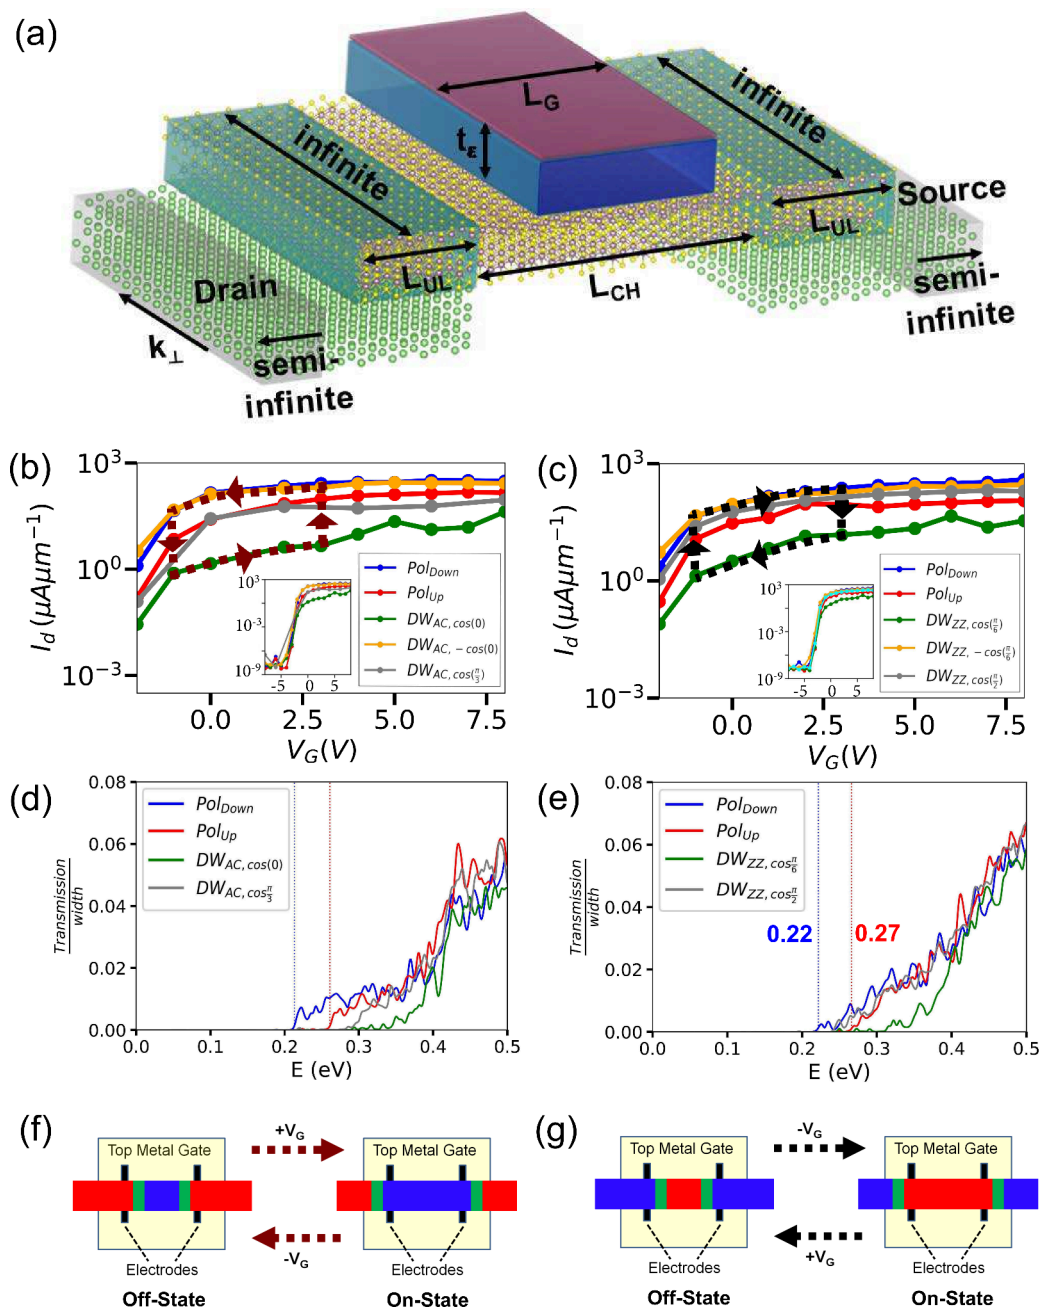 (a)
L_G
infinite
infinite
t_ε
Source
L_UL
L_UL
L_CH
Drain
k_⊥
semi-
infinite
semi-
infinite
(b)
10^3
10^0
10^-3
I_d (μAμm^−1)
0.0
2.5
5.0
7.5
V_G(V)
Pol_Down
Pol_Up
DW_AC, cos(0)
DW_AC, −cos(0)
DW_AC, cos(π/3)
10^3
10^-3
10^-9
−5
0
5
(c)
10^3
10^0
10^-3
I_d (μAμm^−1)
0.0
2.5
5.0
7.5
V_G(V)
Pol_Down
Pol_Up
DW_ZZ, cos(π/6)
DW_ZZ, −cos(π/6)
DW_ZZ, cos(π/2)
10^3
10^-3
10^-9
−5
0
5
(d)
0.08
0.06
0.04
0.02
0.00
Transmission
width
Pol_Down
Pol_Up
DW_AC, cos(0)
DW_AC, cos π/3
0.0
0.1
0.2
0.3
0.4
0.5
E (eV)
(e)
0.08
0.06
0.04
0.02
0.00
Transmission
width
Pol_Down
Pol_Up
DW_ZZ, cos π/6
DW_ZZ, cos π/2
0.22
0.27
0.0
0.1
0.2
0.3
0.4
0.5
E (eV)
(f)
Top Metal Gate
+V_G
Top Metal Gate
-V_G
Electrodes
Electrodes
Off-State
On-State
(g)
Top Metal Gate
-V_G
Top Metal Gate
+V_G
Electrodes
Electrodes
Off-State
On-State